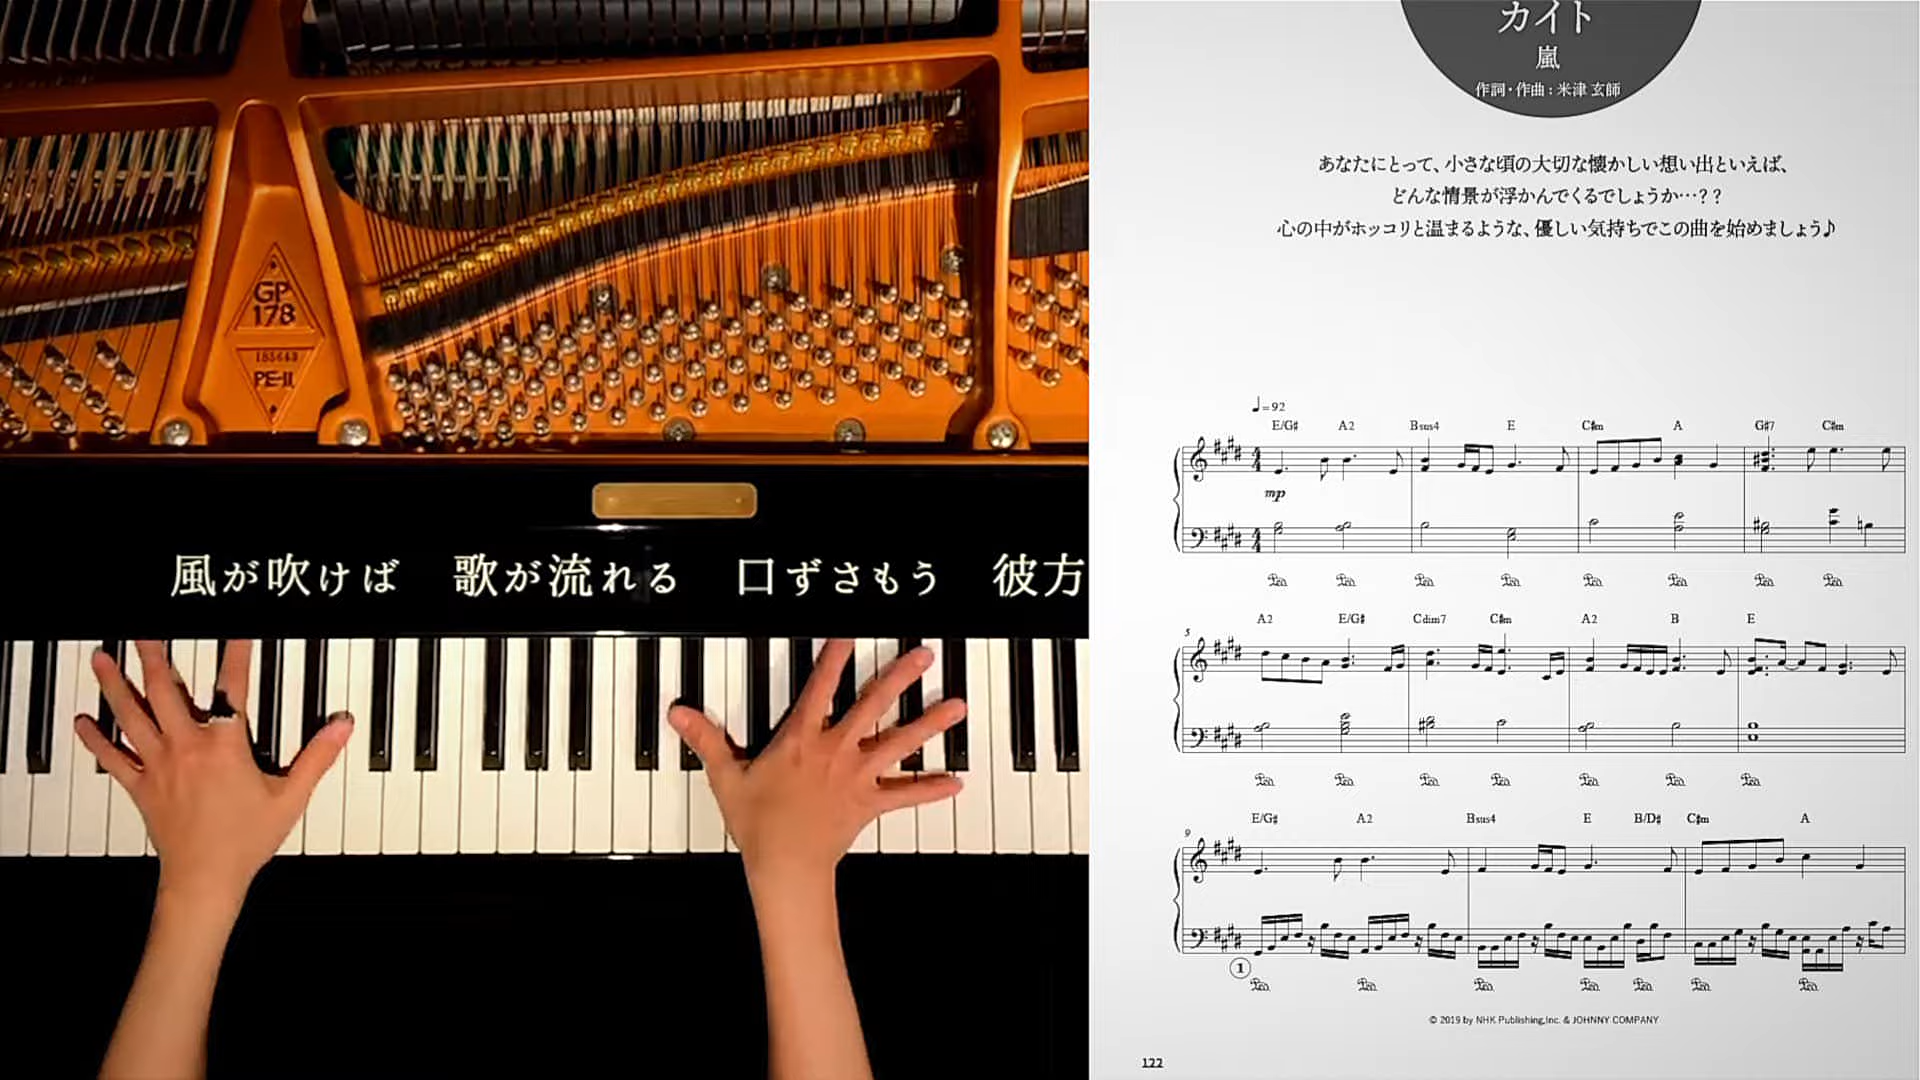 GP
178
188643
PE-II
風が吹けば　歌が流れる　口ずさもう　彼方
カイト
嵐
作詞・作曲：米津 玄師
あなたにとって、小さな頃の大切な懐かしい想い出といえば、
どんな情景が浮かんでくるでしょうか…？？
心の中がホッコリと温まるような、優しい気持ちでこの曲を始めましょう♪
♩=92
E/G♯ A2 Bsus4 E C♯m A G♯7 C♯m
mp
5
A2 E/G♯ Cdim7 C♯m A2 B E
9
E/G♯ A2 Bsus4 E B/D♯ C♯m A
①
© 2019 by NHK Publishing,Inc. & JOHNNY COMPANY
122